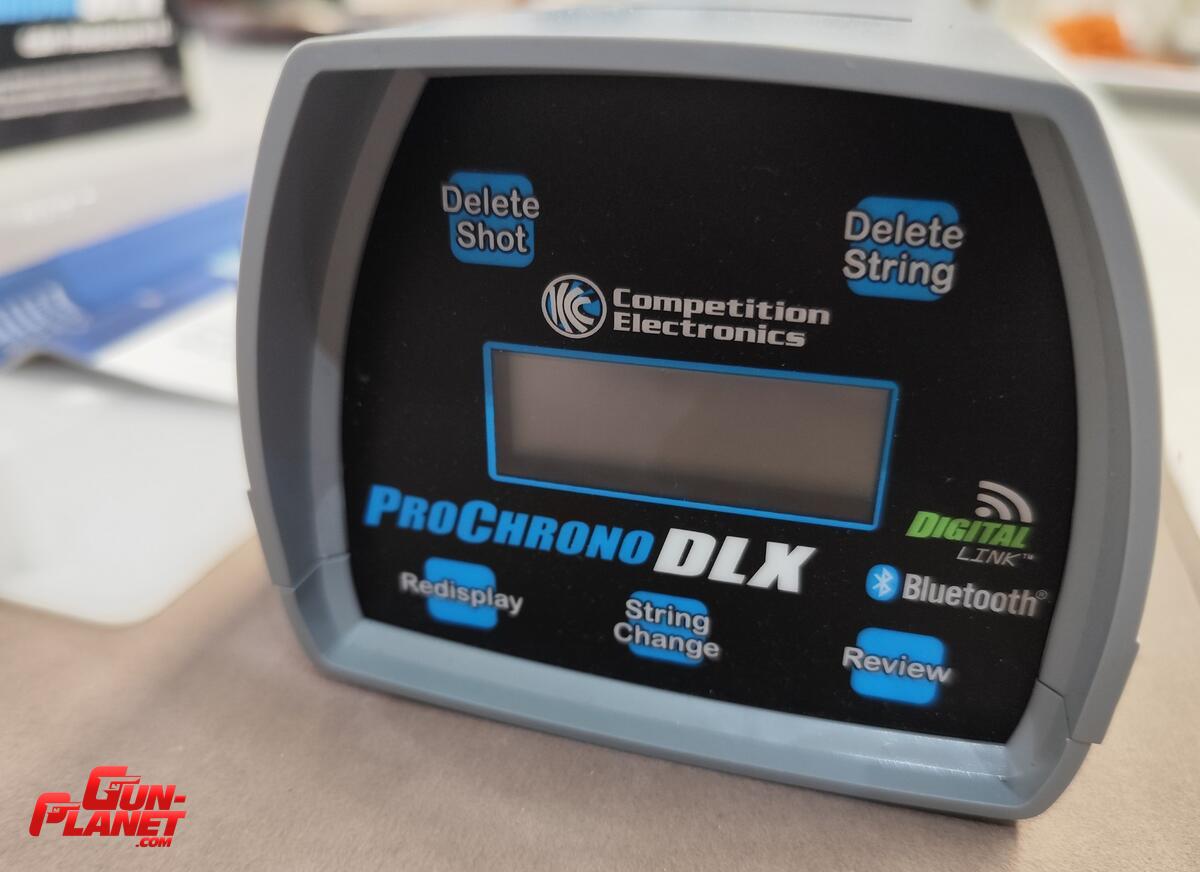 Delete
Shot
Delete
String
Competition
Electronics
PROCHRONO DLX
DIGITAL
LINK™
Bluetooth®
Redisplay
String
Change
Review
GUN-
PLANET
.COM